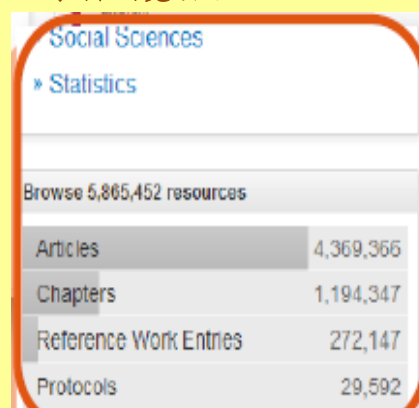 Social Sciences
» Statistics
Browse 5,865,452 resources
Articles 4,369,366
Chapters 1,194,347
Reference Work Entries 272,147
Protocols 29,592